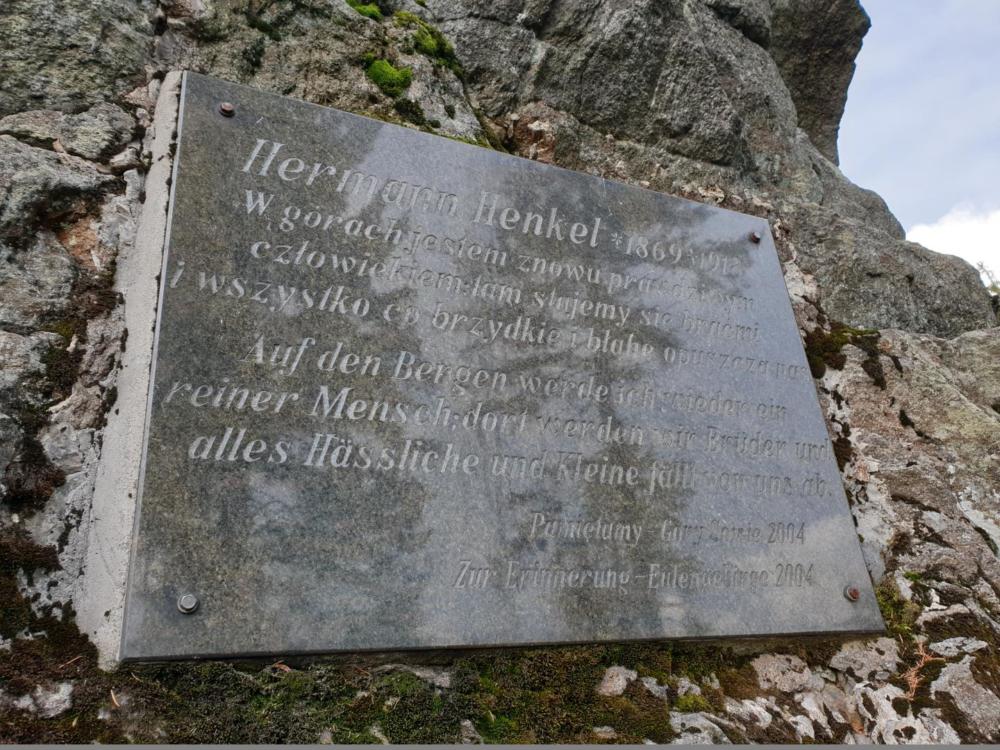 Hermann Henkel *1869 †1918
W górach jestem znowu prawdziwym
człowiekiem; tam stajemy się braćmi
i wszystko co brzydkie i błahe opuszcza nas.
Auf den Bergen werde ich wieder ein
reiner Mensch; dort werden wir Brüder und
alles Hässliche und Kleine fällt von uns ab.
Pamiętamy - Góry Sowie 2004
Zur Erinnerung - Eulengebirge 2004